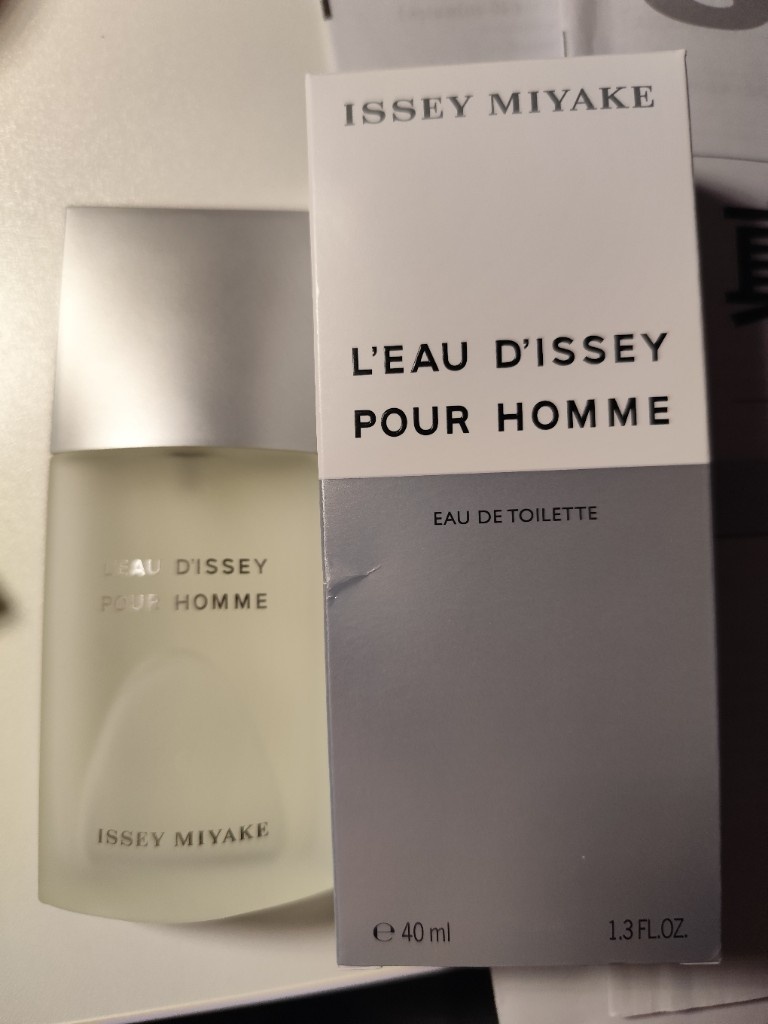 ISSEY MIYAKE
L'EAU D'ISSEY
POUR HOMME
EAU DE TOILETTE
℮ 40 ml
1.3 FL.OZ.
L'EAU D'ISSEY
POUR HOMME
ISSEY MIYAKE